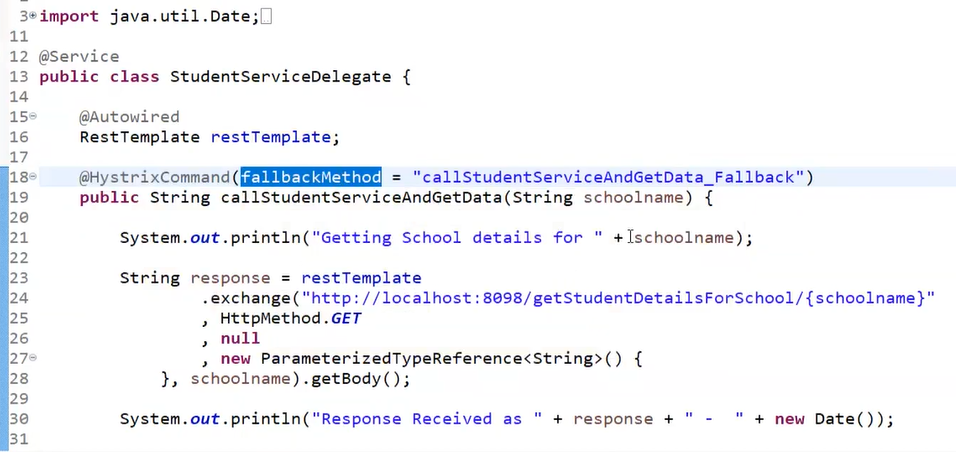 3 import java.util.Date;
11
12 @Service
13 public class StudentServiceDelegate {
14
15 @Autowired
16 RestTemplate restTemplate;
17
18 @HystrixCommand(fallbackMethod = "callStudentServiceAndGetData_Fallback")
19 public String callStudentServiceAndGetData(String schoolname) {
20
21 System.out.println("Getting School details for " + schoolname);
22
23 String response = restTemplate
24 .exchange("http://localhost:8098/getStudentDetailsForSchool/{schoolname}"
25 , HttpMethod.GET
26 , null
27 , new ParameterizedTypeReference<String>() {
28 }, schoolname).getBody();
29
30 System.out.println("Response Received as " + response + " -  " + new Date());
31